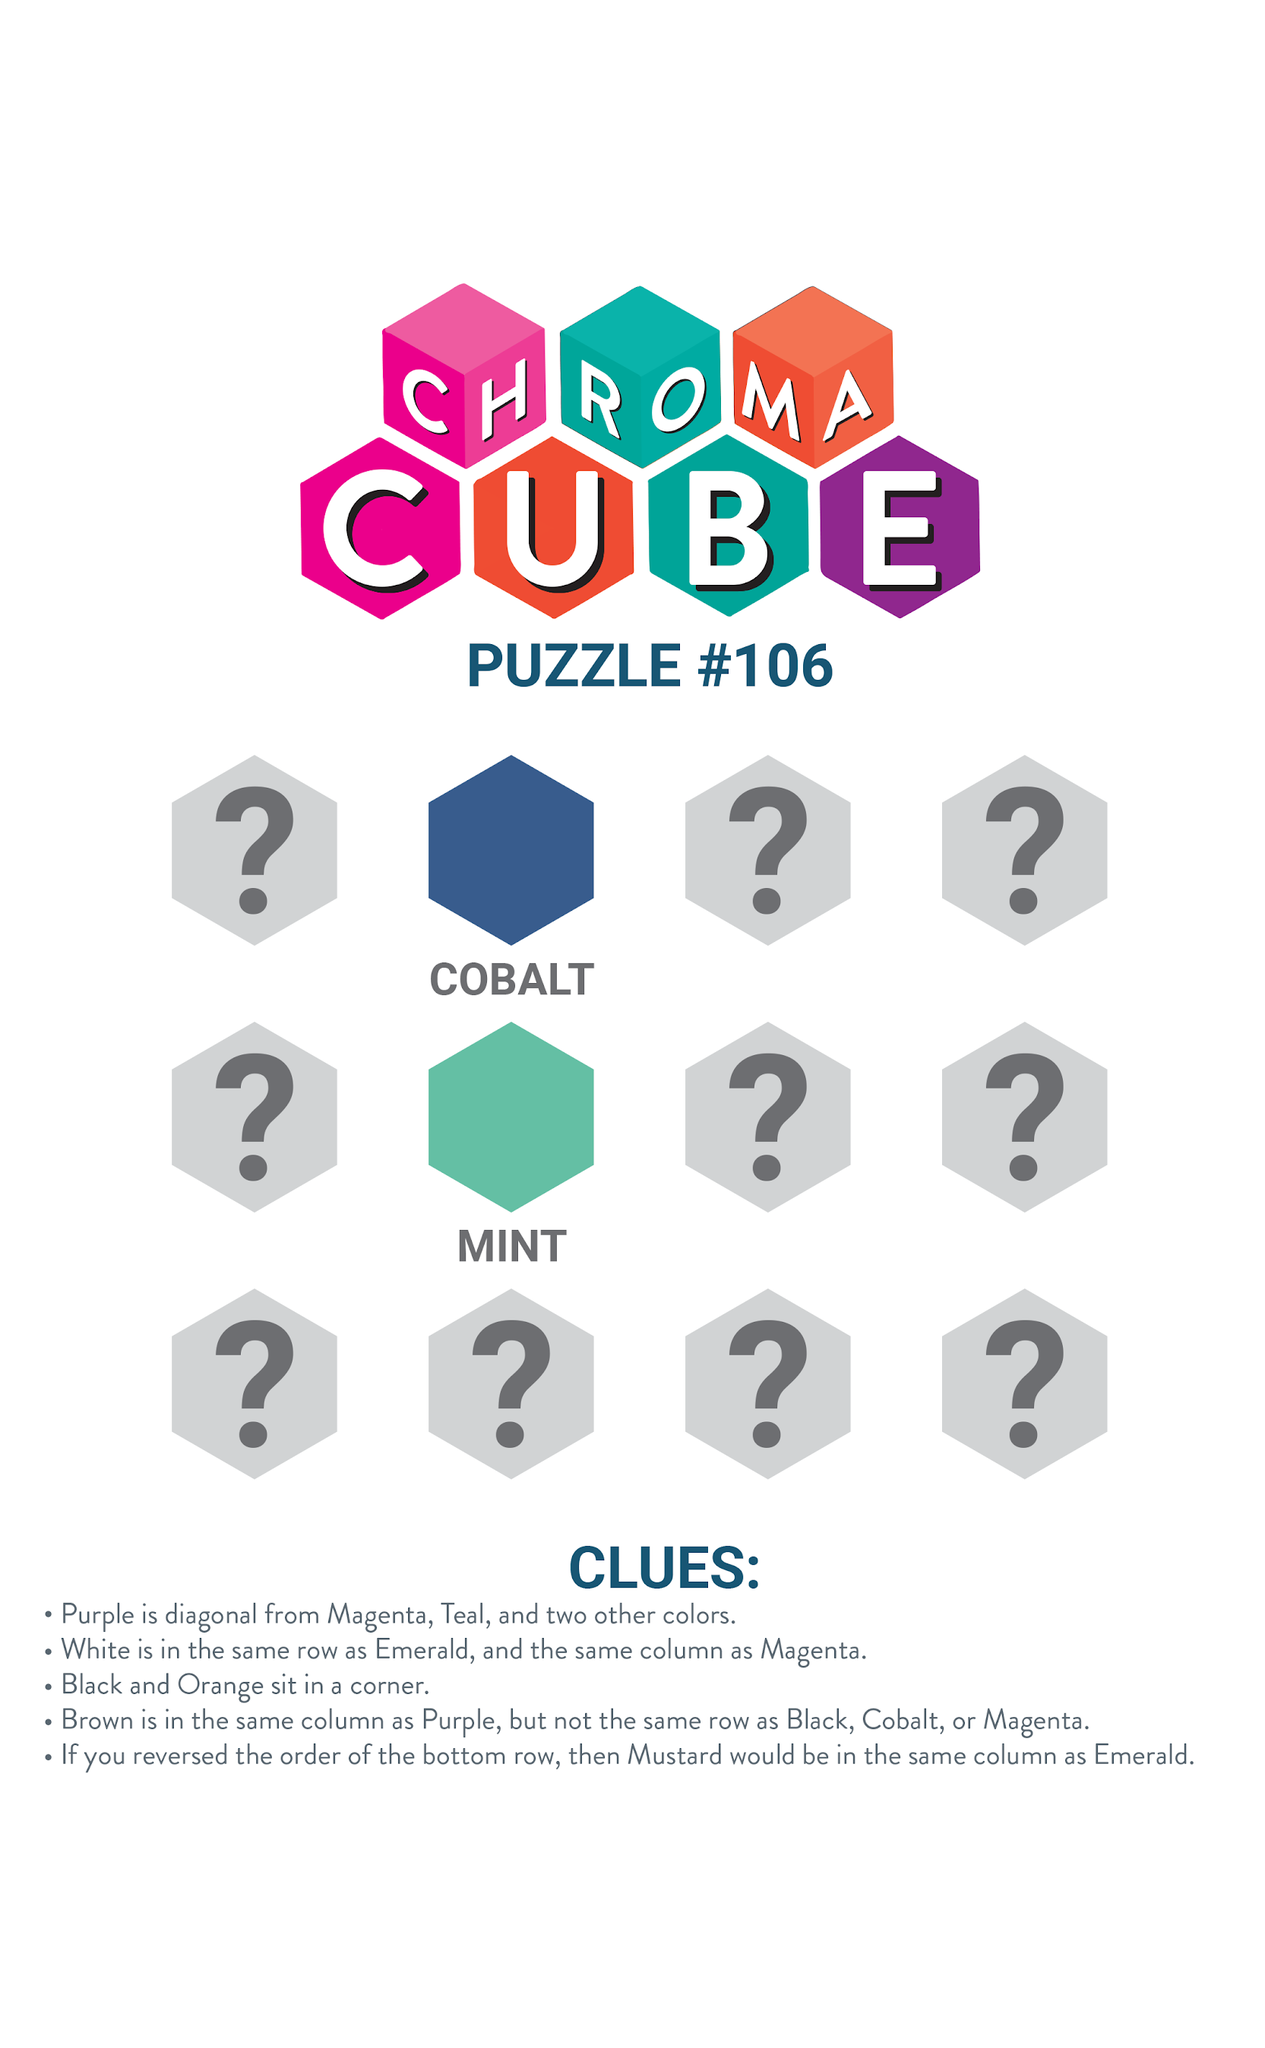 CHROMA
CUBE
PUZZLE #106
? ? ?
COBALT
? ? ?
MINT
? ? ? ?
CLUES:
• Purple is diagonal from Magenta, Teal, and two other colors.
• White is in the same row as Emerald, and the same column as Magenta.
• Black and Orange sit in a corner.
• Brown is in the same column as Purple, but not the same row as Black, Cobalt, or Magenta.
• If you reversed the order of the bottom row, then Mustard would be in the same column as Emerald.